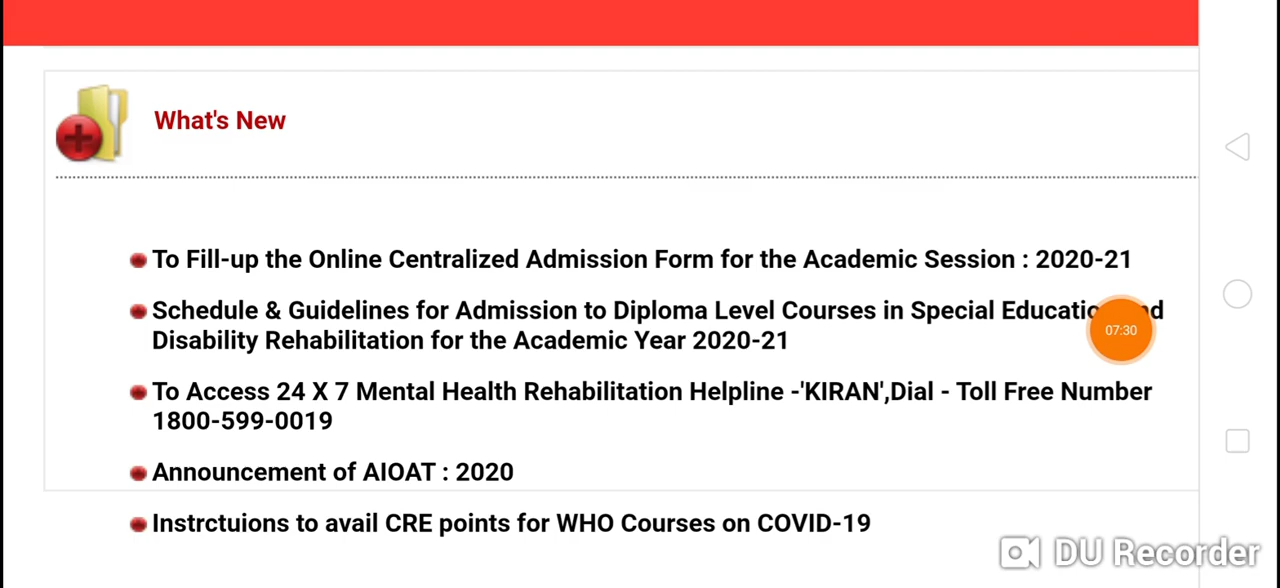 What's New
To Fill-up the Online Centralized Admission Form for the Academic Session : 2020-21
Schedule & Guidelines for Admission to Diploma Level Courses in Special Educatio nd
07:30
Disability Rehabilitation for the Academic Year 2020-21
To Access 24 X 7 Mental Health Rehabilitation Helpline -'KIRAN',Dial - Toll Free Number
1800-599-0019
Announcement of AIOAT : 2020
Instrctuions to avail CRE points for WHO Courses on COVID-19
DU Recorder